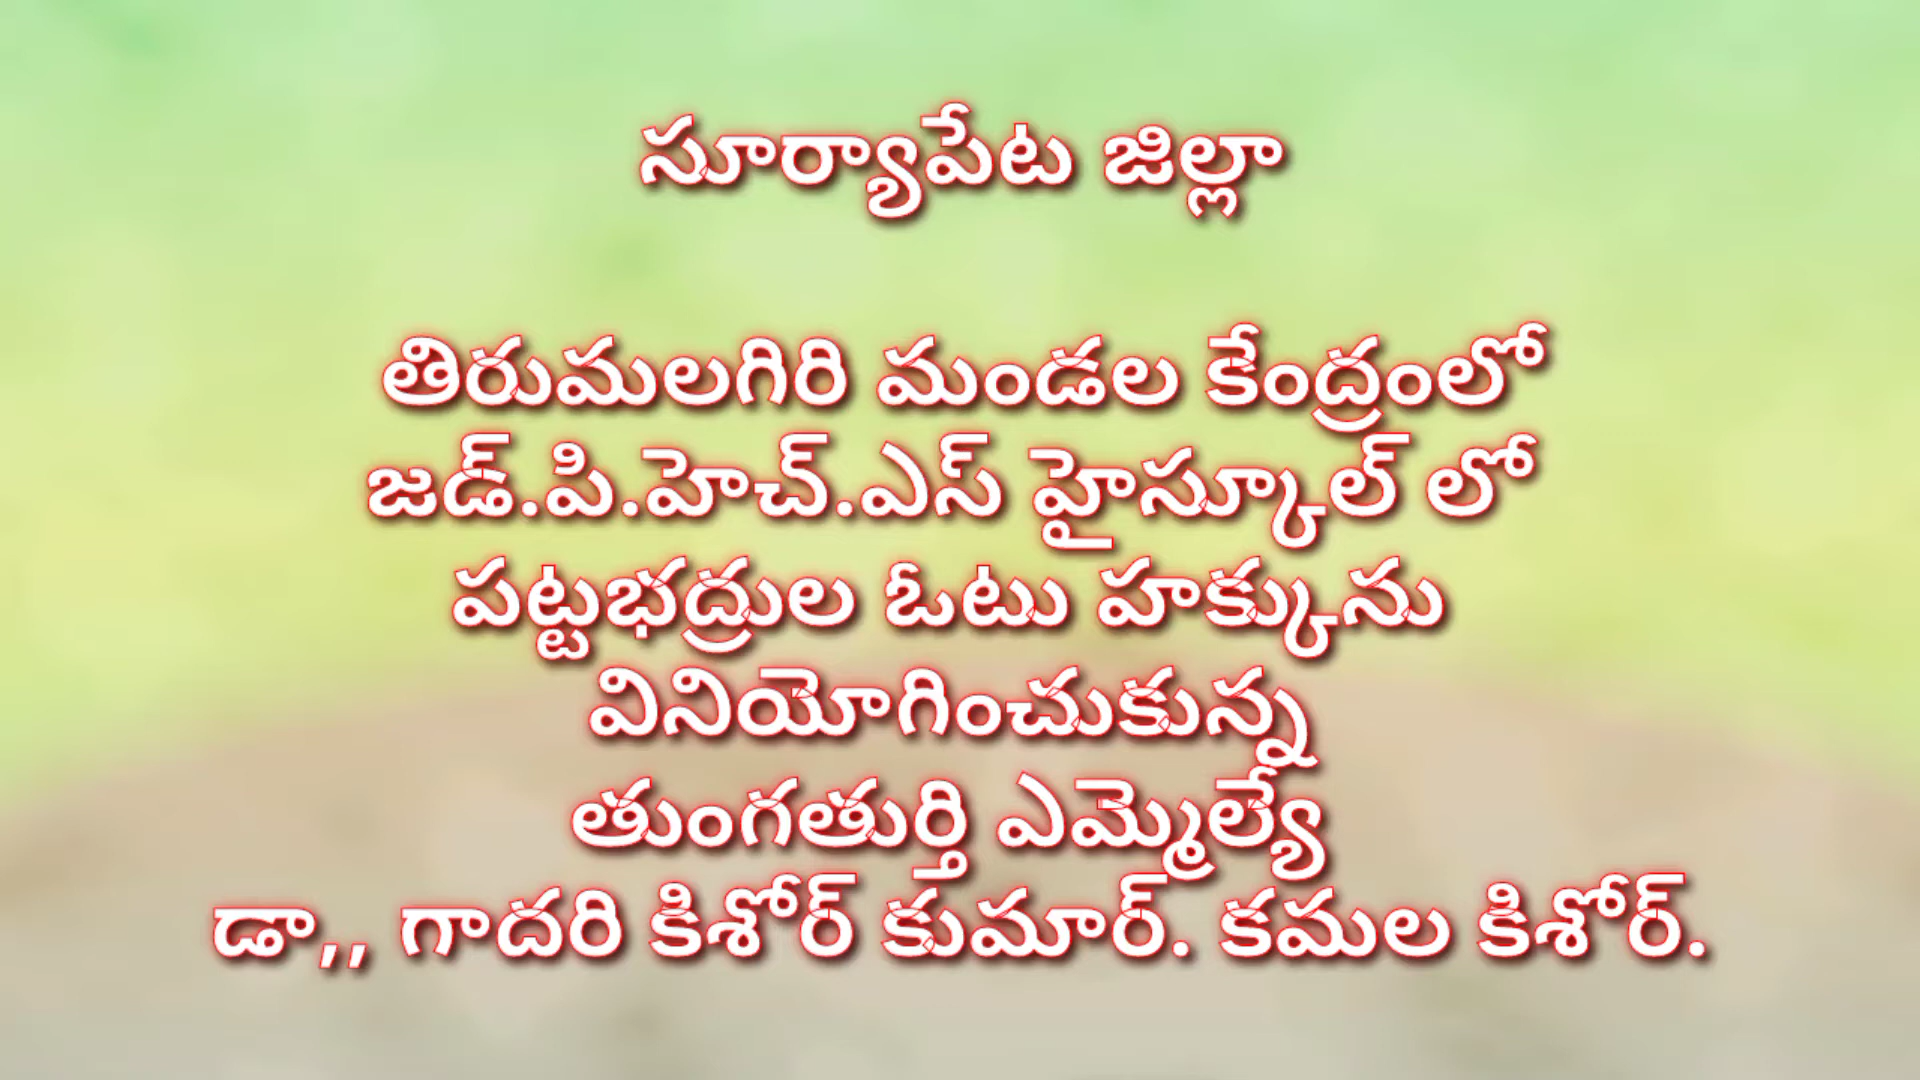 సూర్యాపేట జిల్లా
తిరుమలగిరి మండల కేంద్రంలో
జడ్.పి.హెచ్.ఎస్ హైస్కూల్ లో
పట్టభద్రుల ఓటు హక్కును
వినియోగించుకున్న
తుంగతుర్తి ఎమ్మెల్యే
డా,, గాదరి కిశోర్ కుమార్. కమల కిశోర్.